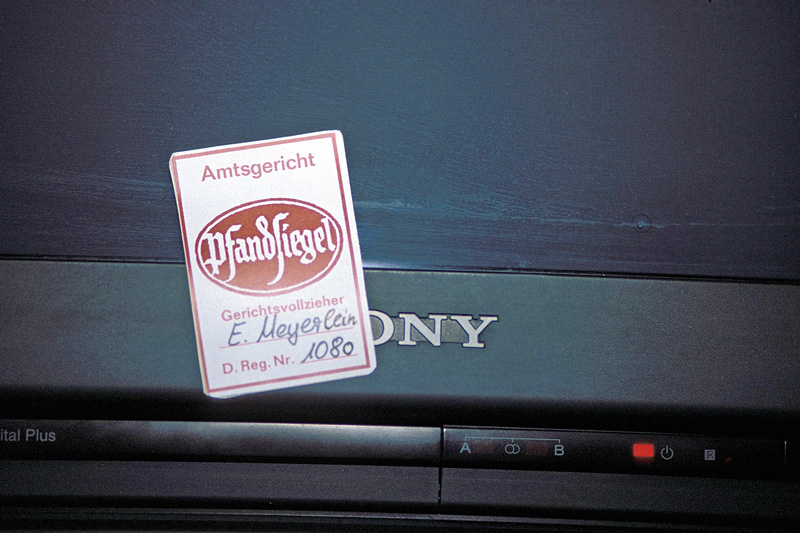 Amtsgericht
Pfandsiegel
Gerichtsvollzieher
E. Meyerlein
D. Reg. Nr. 1080
ONY
ital Plus
A B
R